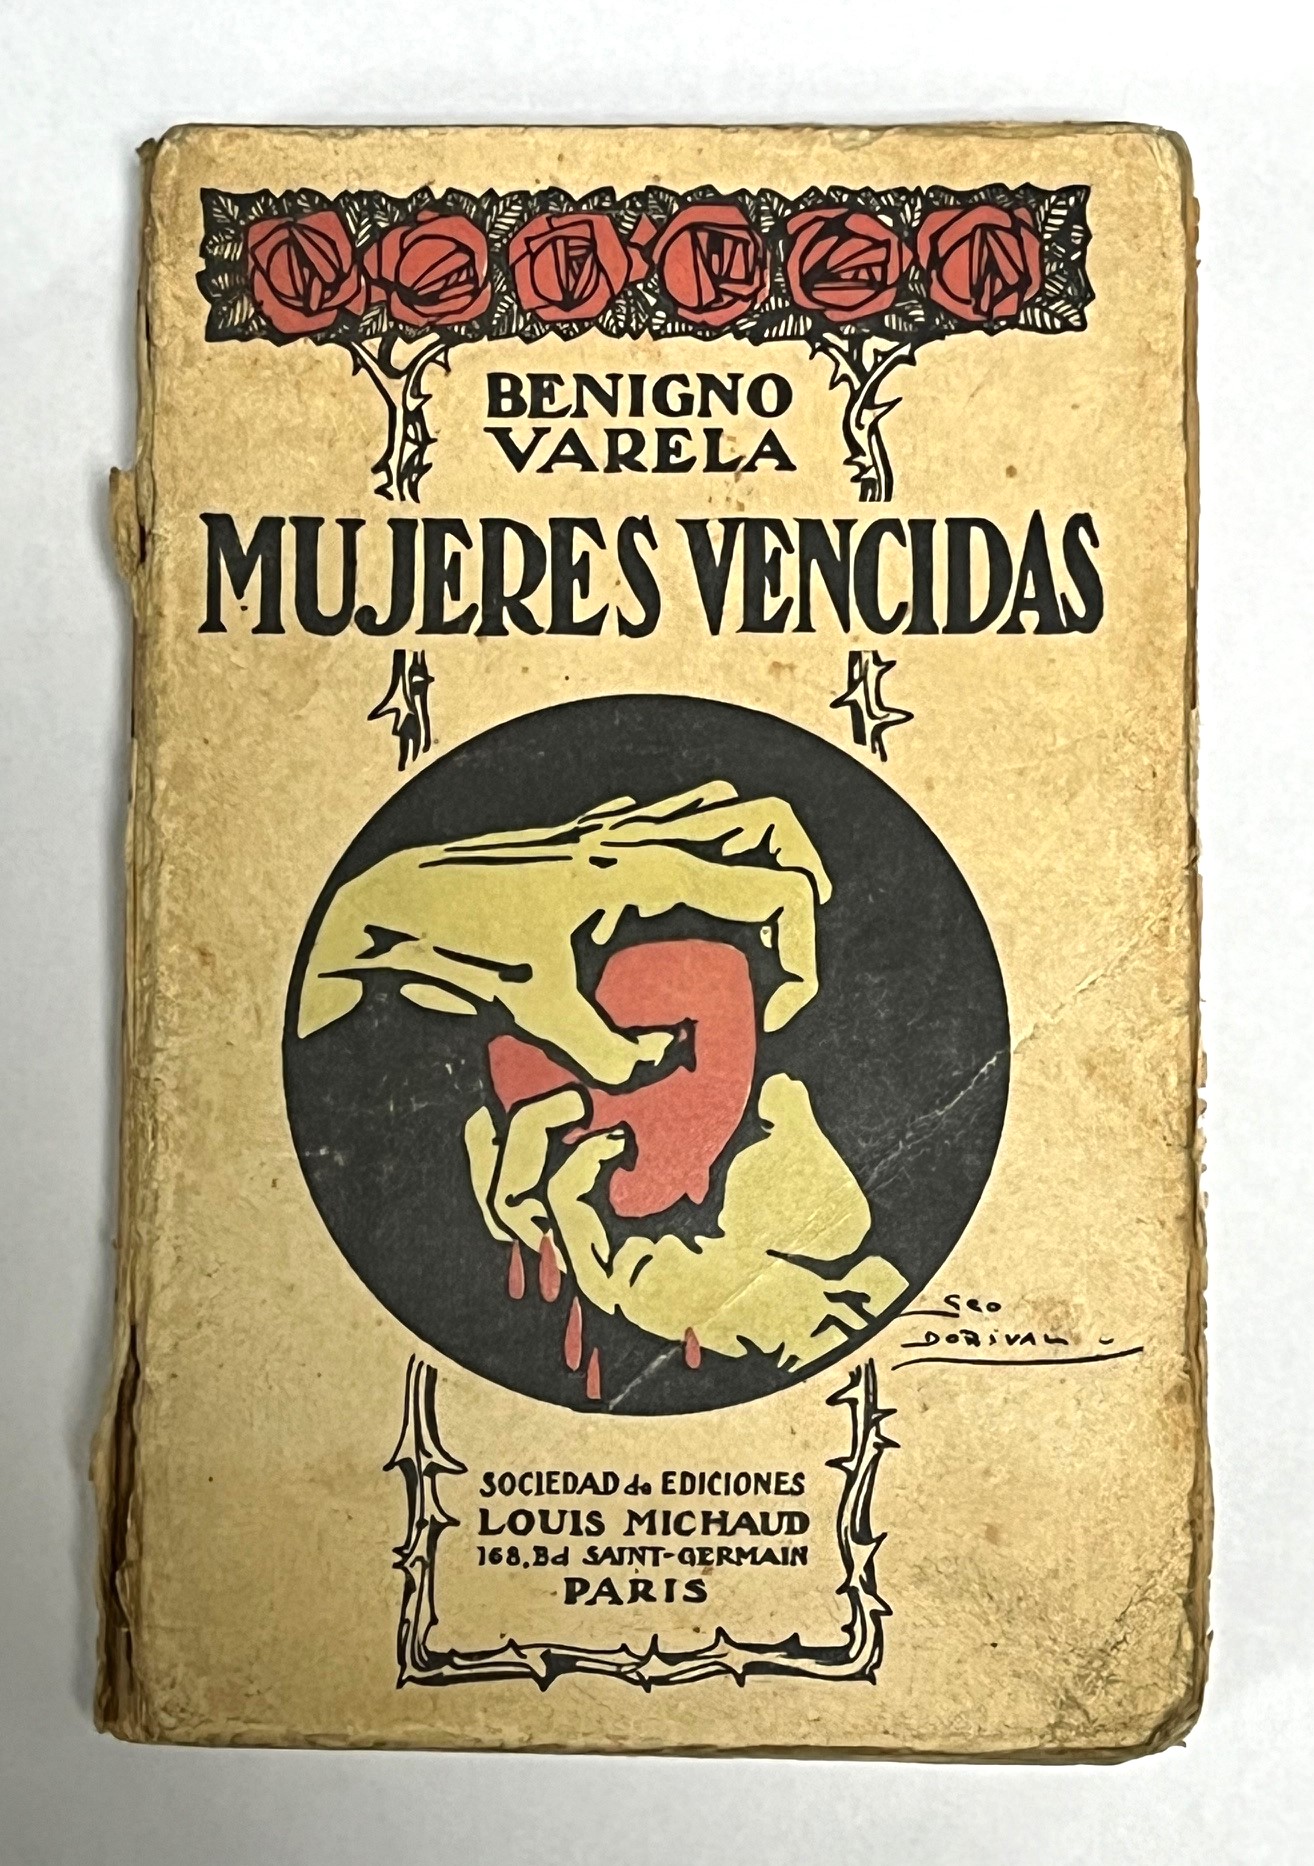 BENIGNO
VARELA
MUJERES VENCIDAS
Geo
DORIVAL
SOCIEDAD de EDICIONES
LOUIS MICHAUD
168, Bd SAINT-GERMAIN
PARIS